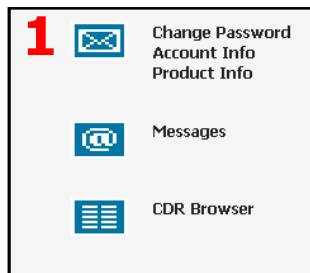 1
Change Password
Account Info
Product Info
@
Messages
CDR Browser